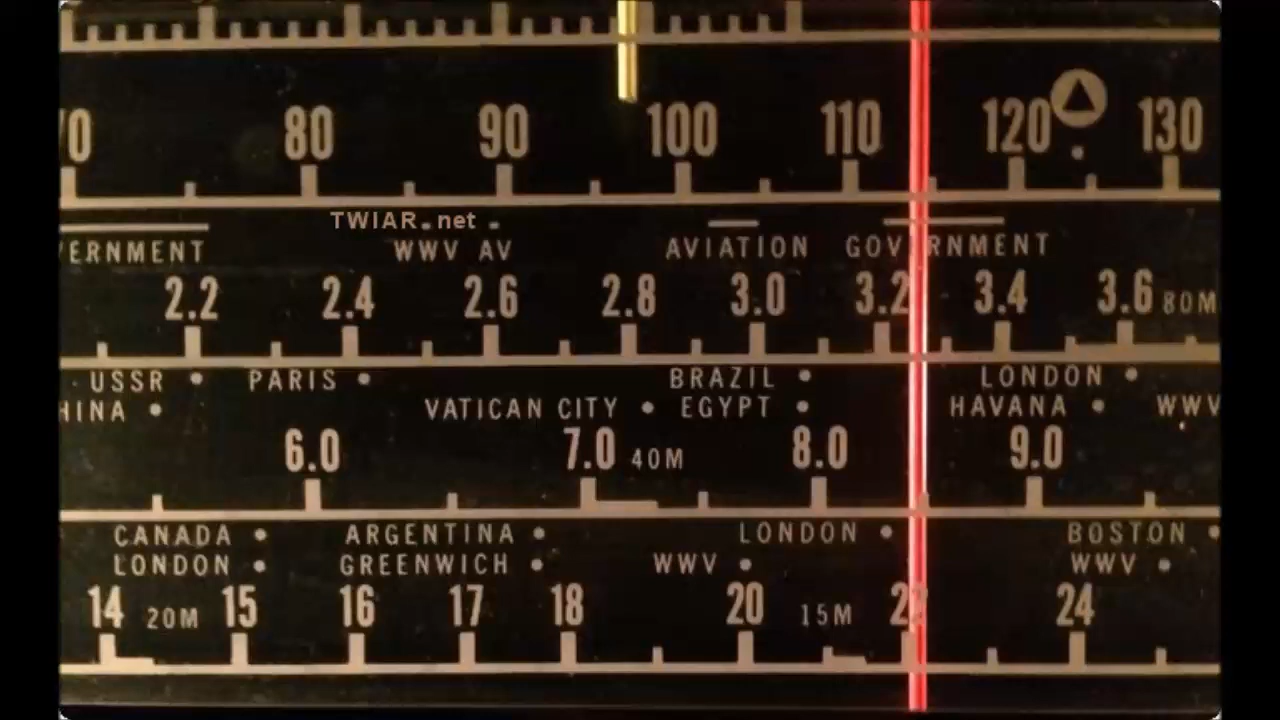 70 80 90 100 110 120 130
TWIAR.net
ERNMENT WWV AV AVIATION GOVERNMENT
2.2 2.4 2.6 2.8 3.0 3.2 3.4 3.6 80M
USSR PARIS BRAZIL LONDON
HINA VATICAN CITY EGYPT HAVANA WWV
6.0 7.0 40M 8.0 9.0
CANADA ARGENTINA LONDON BOSTON
LONDON GREENWICH WWV WWV
14 20M 15 16 17 18 20 15M 22 24